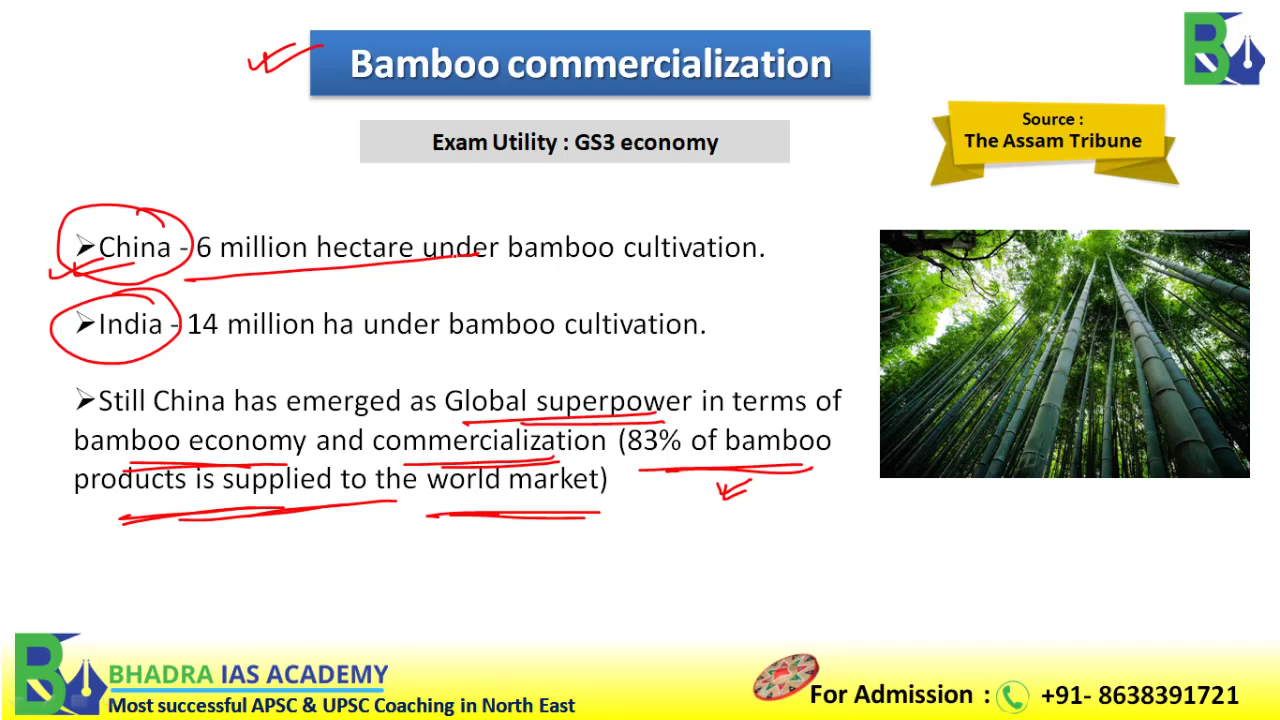 Bamboo commercialization
Exam Utility : GS3 economy
Source :
The Assam Tribune
➢China - 6 million hectare under bamboo cultivation.
➢India - 14 million ha under bamboo cultivation.
➢Still China has emerged as Global superpower in terms of
bamboo economy and commercialization (83% of bamboo
products is supplied to the world market)
BHADRA IAS ACADEMY
Most successful APSC & UPSC Coaching in North East
For Admission : +91- 8638391721